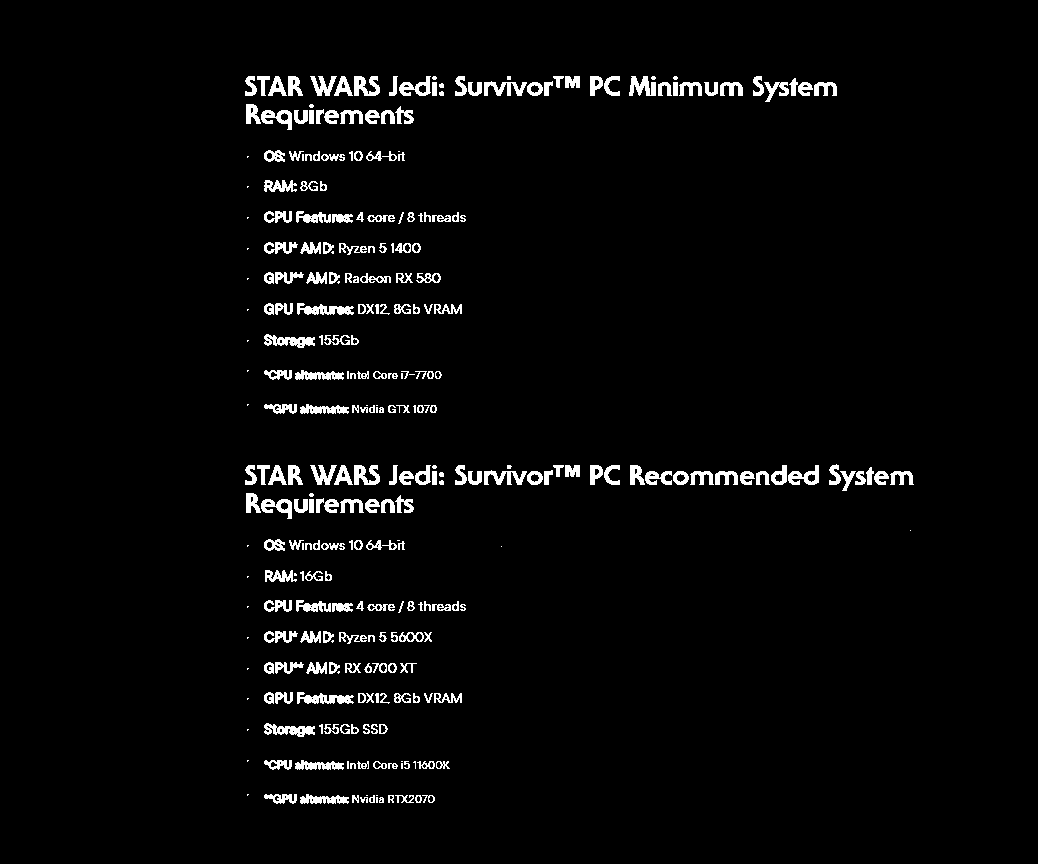 STAR WARS Jedi: Survivor™ PC Minimum System
Requirements
· OS: Windows 10 64-bit
· RAM: 8Gb
· CPU Features: 4 core / 8 threads
· CPU* AMD: Ryzen 5 1400
· GPU** AMD: Radeon RX 580
· GPU Features: DX12, 8Gb VRAM
· Storage: 155Gb
· *CPU alternate: Intel Core i7-7700
· **GPU alternate: Nvidia GTX 1070
STAR WARS Jedi: Survivor™ PC Recommended System
Requirements
· OS: Windows 10 64-bit
· RAM: 16Gb
· CPU Features: 4 core / 8 threads
· CPU* AMD: Ryzen 5 5600X
· GPU** AMD: RX 6700 XT
· GPU Features: DX12, 8Gb VRAM
· Storage: 155Gb SSD
· *CPU alternate: Intel Core i5 11600K
· **GPU alternate: Nvidia RTX2070